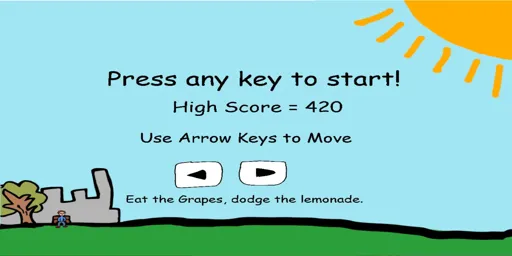 Press any key to start!
High Score = 420
Use Arrow Keys to Move
Eat the Grapes, dodge the lemonade.